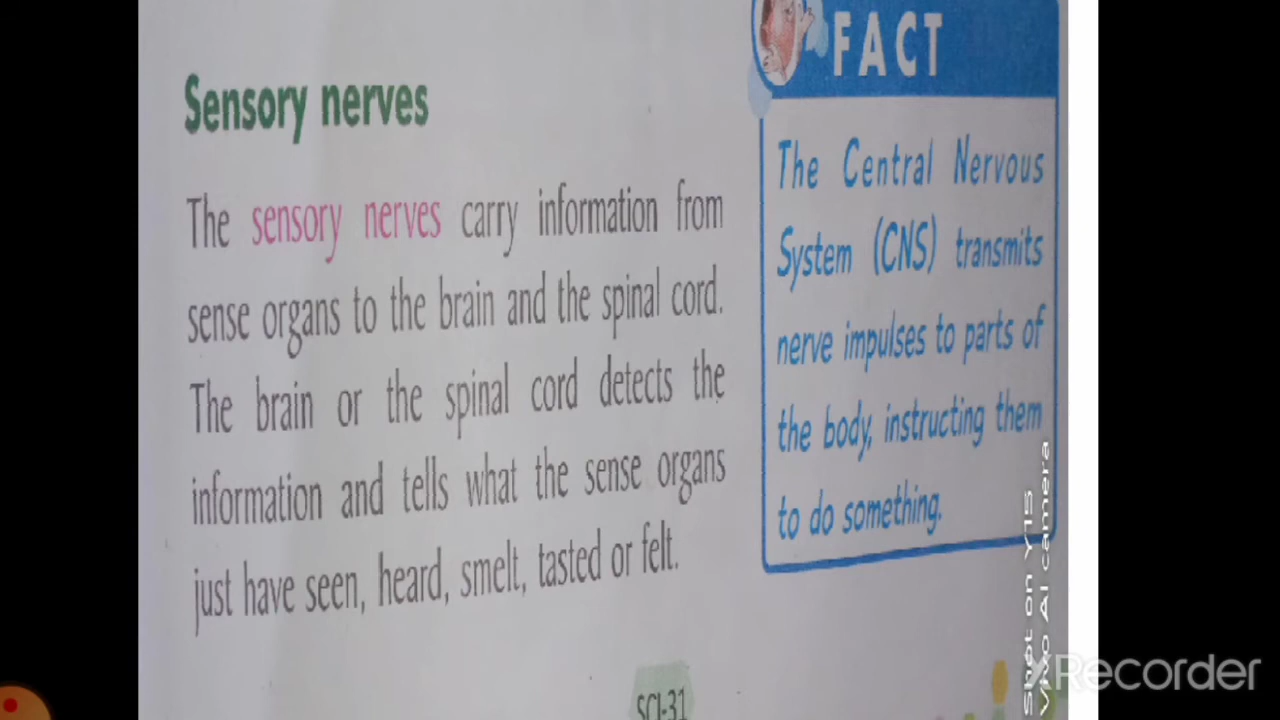 Sensory nerves
The sensory nerves carry information from
sense organs to the brain and the spinal cord.
The brain or the spinal cord detects the
information and tells what the sense organs
just have seen, heard, smelt, tasted or felt.
FACT
The Central Nervous
System (CNS) transmits
nerve impulses to parts of
the body, instructing them
to do something.
SCI-31
Shot on Y15
Vivo AI camera
XRecorder